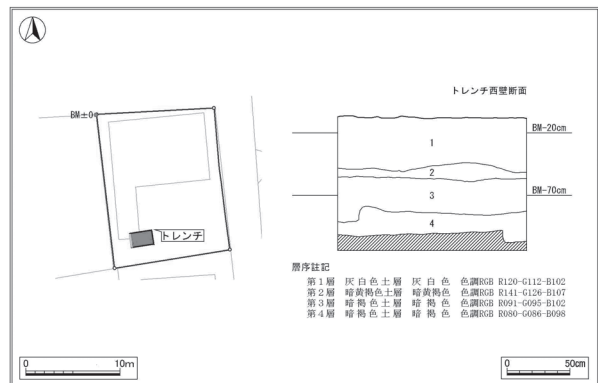 BM±0
トレンチ
トレンチ西壁断面
BM-20cm
BM-70cm
1
2
3
4
層序註記
第1層 灰白色土層 灰白色 色調RGB R120-G112-B102
第2層 暗黄褐色土層 暗黄褐色 色調RGB R141-G126-B107
第3層 暗褐色土層 暗褐色 色調RGB R091-G095-B102
第4層 暗褐色土層 暗褐色 色調RGB R080-G086-B098
0 10m
0 50cm